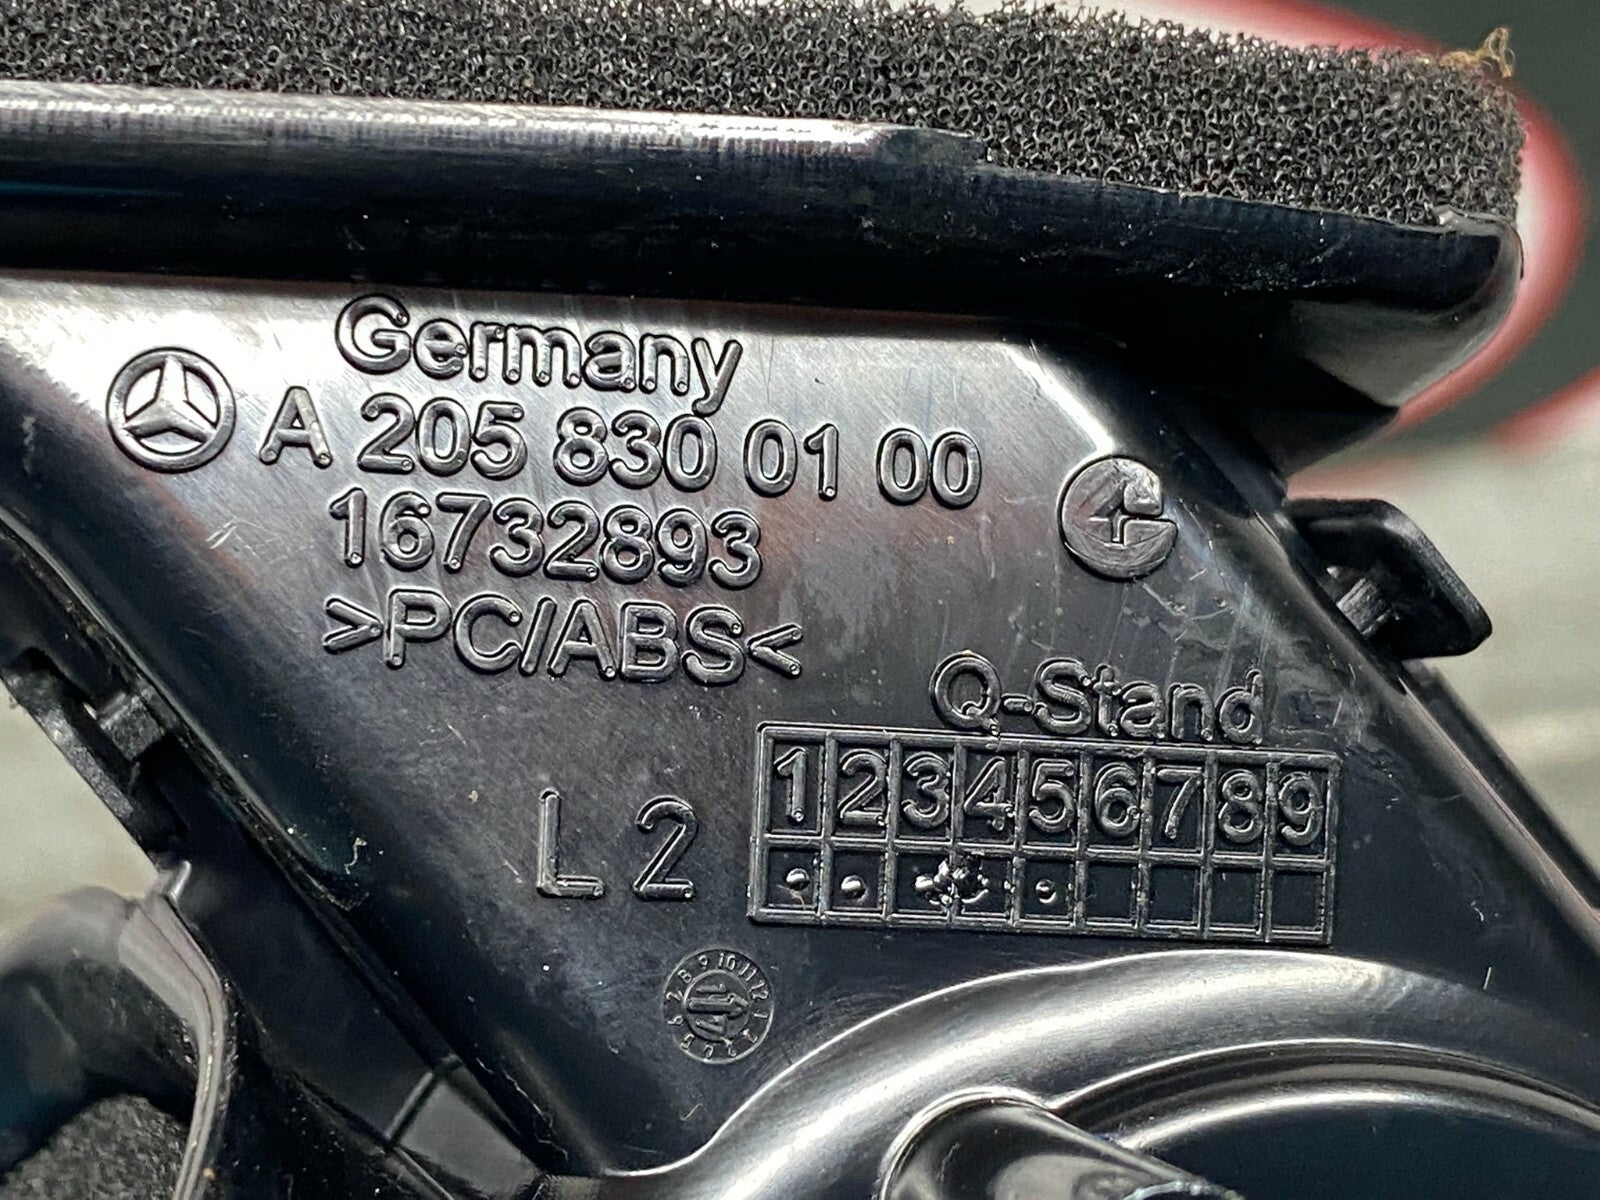 Germany
A 205 830 01 00
16732893
>PC/ABS<
Q-Stand
1 2 3 4 5 6 7 8 9
L 2